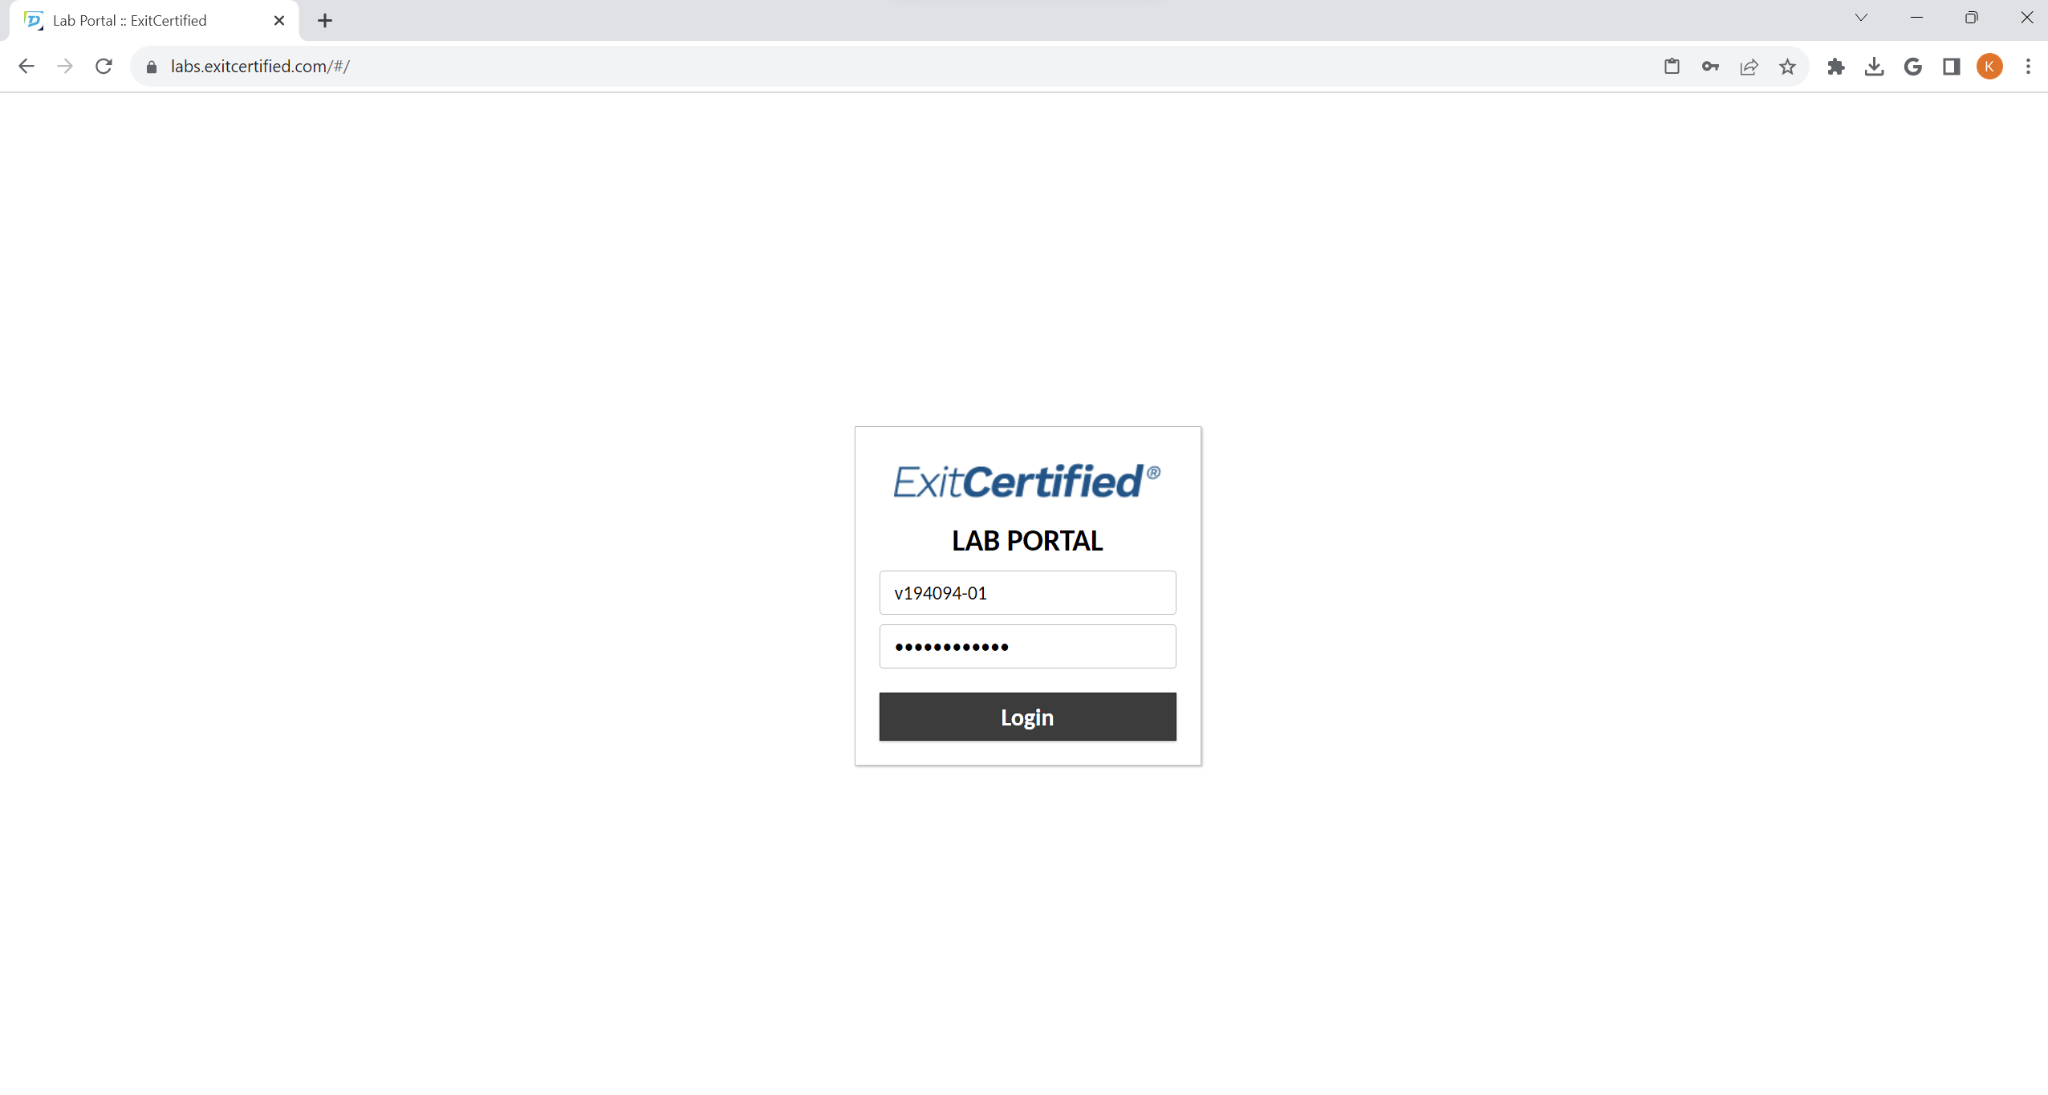 Lab Portal :: ExitCertified
labs.exitcertified.com/#/
K
ExitCertified®
LAB PORTAL
v194094-01
••••••••••••
Login